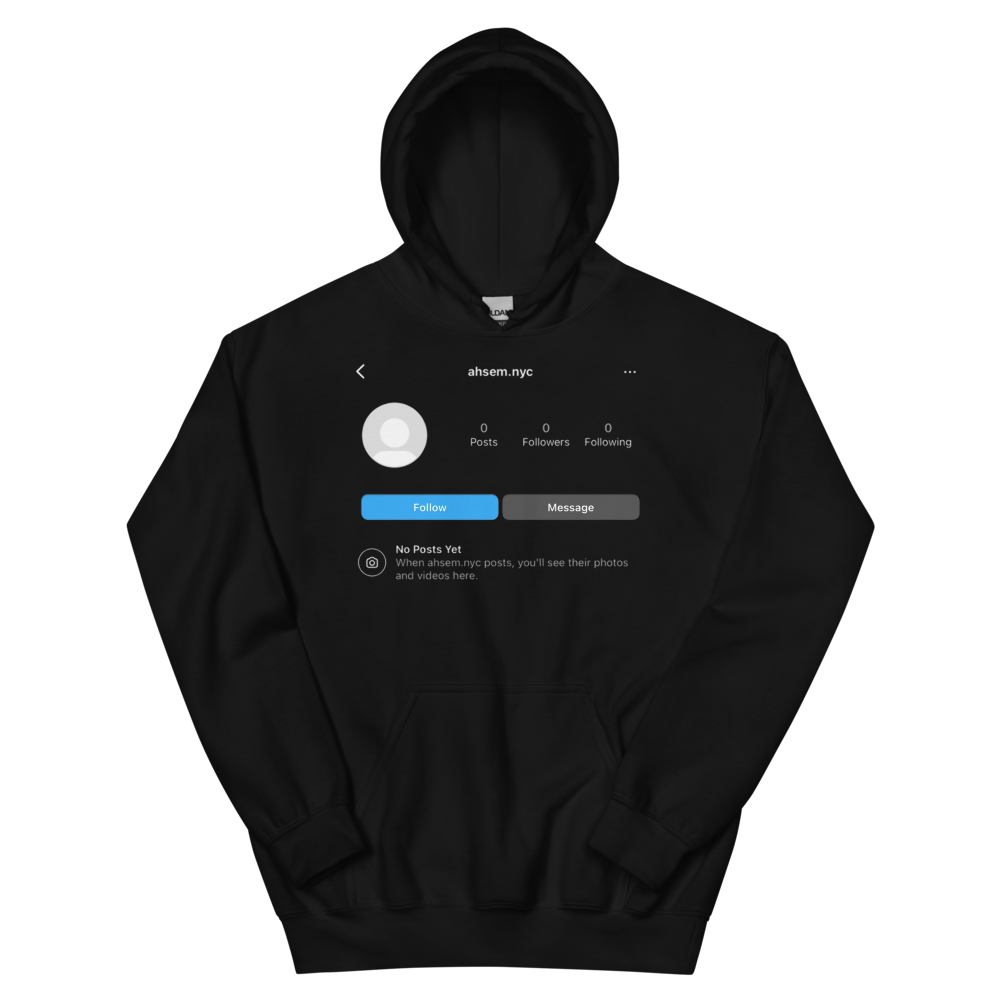 ahsem.nyc
0 0 0
Posts Followers Following
Follow Message
No Posts Yet
When ahsem.nyc posts, you'll see their photos
and videos here.